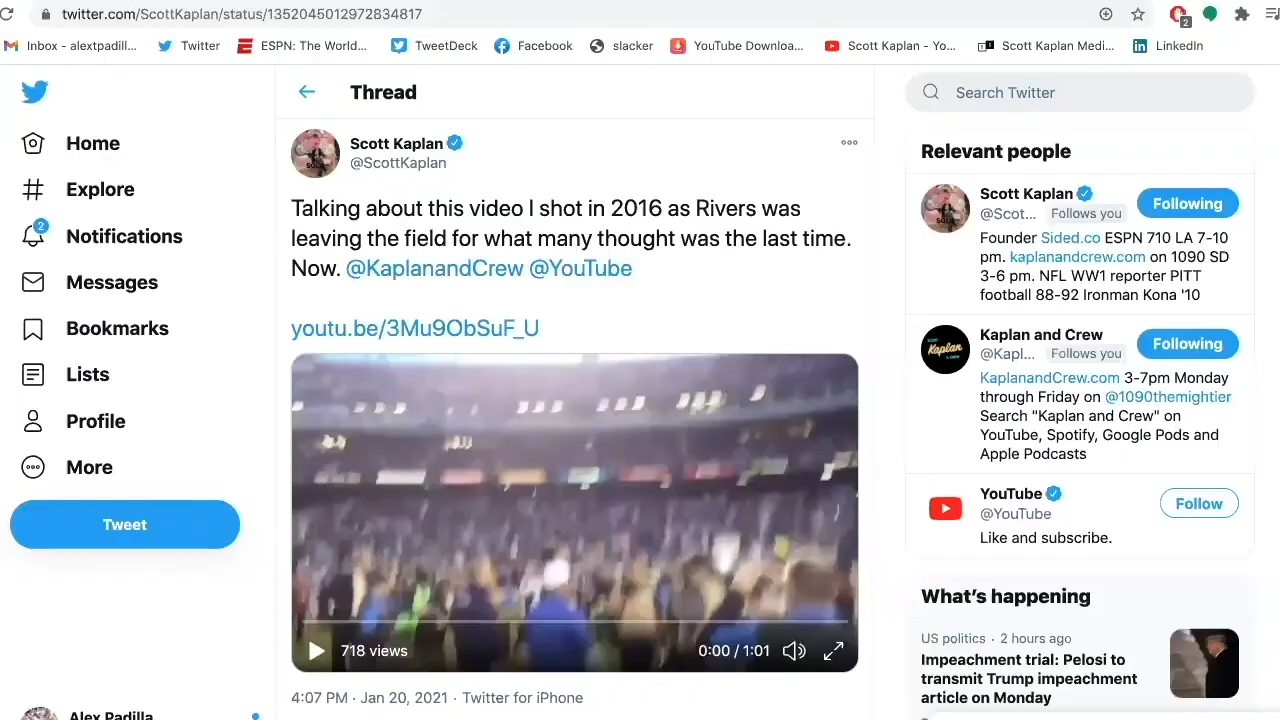 twitter.com/ScottKaplan/status/1352045012972834817
2
Inbox - alextpadill...
Twitter
ESPN: The World...
TweetDeck
Facebook
slacker
YouTube Downloa...
Scott Kaplan - Yo...
Scott Kaplan Medi...
LinkedIn
Home
Explore
2
Notifications
Messages
Bookmarks
Lists
Profile
More
Tweet
Alex Padilla
Thread
Scott Kaplan
@ScottKaplan
Talking about this video I shot in 2016 as Rivers was
leaving the field for what many thought was the last time.
Now. @KaplanandCrew @YouTube
youtu.be/3Mu9ObSuF_U
718 views
0:00 / 1:01
4:07 PM · Jan 20, 2021 · Twitter for iPhone
Search Twitter
Relevant people
Scott Kaplan
@Scot... Follows you
Following
Founder Sided.co ESPN 710 LA 7-10
pm. kaplanandcrew.com on 1090 SD
3-6 pm. NFL WW1 reporter PITT
football 88-92 Ironman Kona '10
Kaplan and Crew
@Kapl... Follows you
Following
Kaplan
KaplanandCrew.com 3-7pm Monday
through Friday on @1090themightier
Search "Kaplan and Crew" on
YouTube, Spotify, Google Pods and
Apple Podcasts
YouTube
@YouTube
Follow
Like and subscribe.
What's happening
US politics · 2 hours ago
Impeachment trial: Pelosi to
transmit Trump impeachment
article on Monday